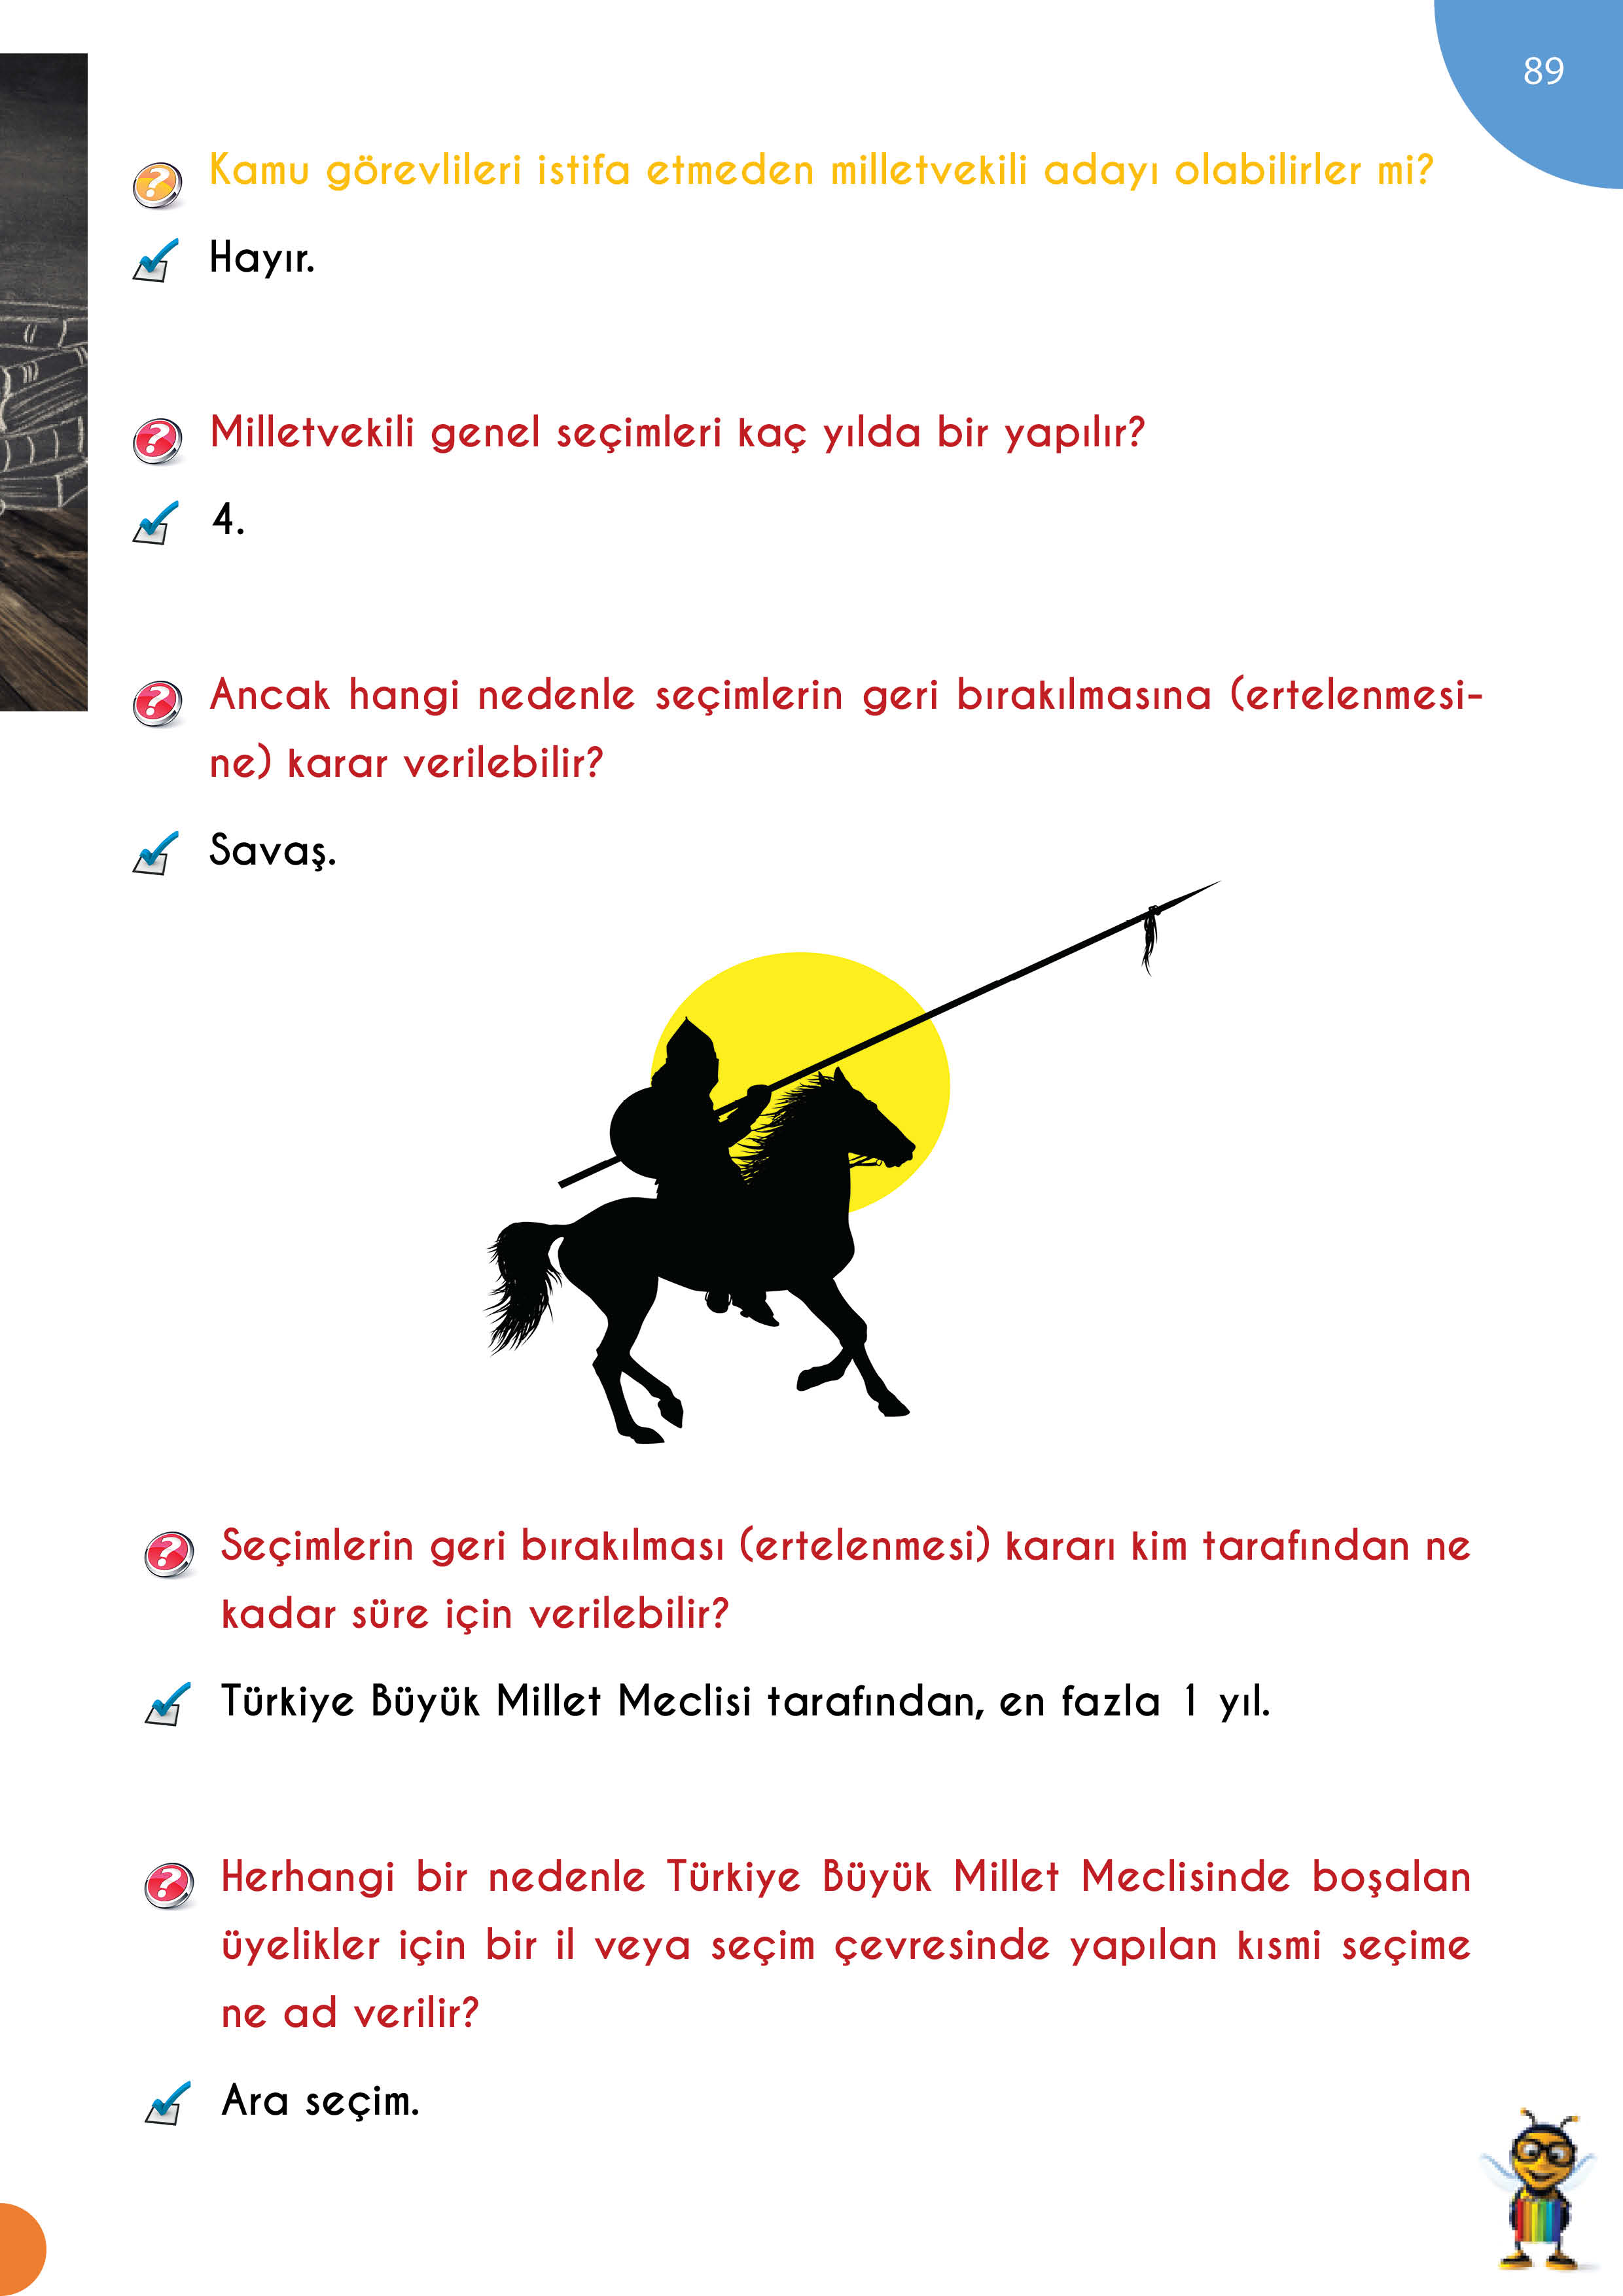 89
Kamu görevlileri istifa etmeden milletvekili adayı olabilirler mi?
Hayır.
Milletvekili genel seçimleri kaç yılda bir yapılır?
4.
Ancak hangi nedenle seçimlerin geri bırakılmasına (ertelenmesi-
ne) karar verilebilir?
Savaş.
Seçimlerin geri bırakılması (ertelenmesi) kararı kim tarafından ne
kadar süre için verilebilir?
Türkiye Büyük Millet Meclisi tarafından, en fazla 1 yıl.
Herhangi bir nedenle Türkiye Büyük Millet Meclisinde boşalan
üyelikler için bir il veya seçim çevresinde yapılan kısmi seçime
ne ad verilir?
Ara seçim.